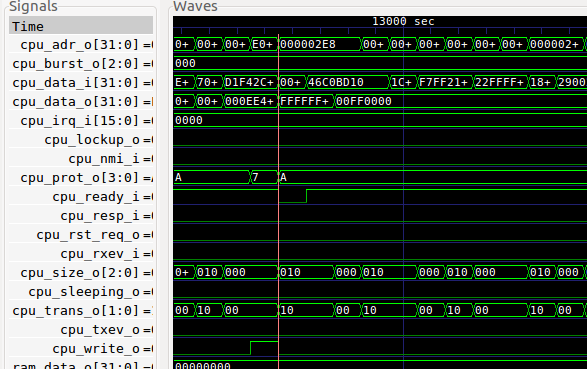 Signals
Waves
Time
13000 sec
cpu_adr_o[31:0] =
0+ 00+ 00+ E0+ 000002E8 00+ 00+ 00+ 00+ 00+ 00+ 000002+
cpu_burst_o[2:0] =
000
cpu_data_i[31:0] =
E+ 70+ D1F42C+ 00+ 46C0BD10 1C+ F7FF21+ 22FFFF+ 18+ 2900
cpu_data_o[31:0] =
0+ 00+ 000EE4+ FFFFFF+ 00FF0000
cpu_irq_i[15:0] =
0000
cpu_lockup_o =
cpu_nmi_i =
cpu_prot_o[3:0] =
A 7 A
cpu_ready_i =
cpu_resp_i =
cpu_rst_req_o =
cpu_rxev_i =
cpu_size_o[2:0] =
0+ 010 000 010 000 010 000 010 000 010 000
cpu_sleeping_o =
cpu_trans_o[1:0] =
00 10 00 10 00 10 00 10 00 10 00
cpu_txev_o =
cpu_write_o =
ram_data_o[31:0] =
00000000